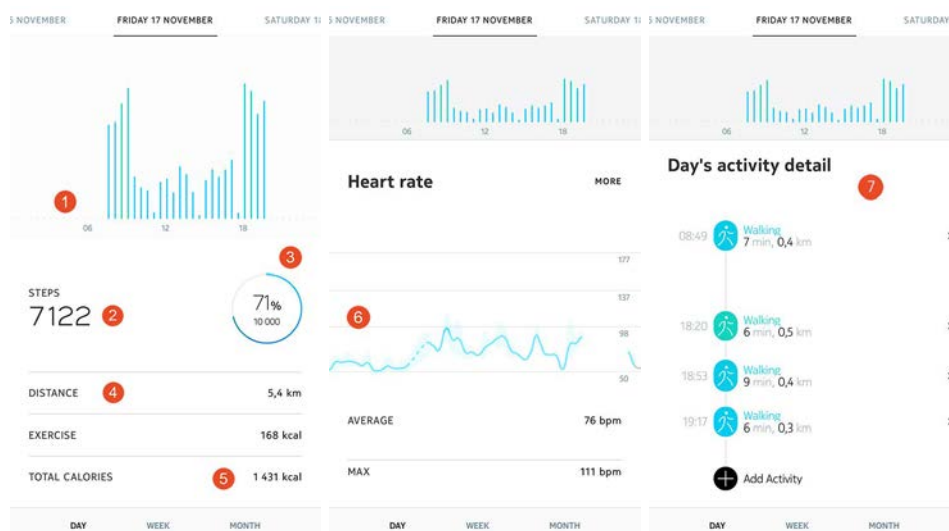 5 NOVEMBER FRIDAY 17 NOVEMBER SATURDAY 18
1
06 12 18
3
STEPS
7122
2
71%
10 000
DISTANCE 4 5,4 km
EXERCISE 168 kcal
TOTAL CALORIES 5 1 431 kcal
DAY WEEK MONTH
5 NOVEMBER FRIDAY 17 NOVEMBER SATURDAY 18
06 12 18
Heart rate MORE
177
137
6
98
50
AVERAGE 76 bpm
MAX 111 bpm
DAY WEEK MONTH
5 NOVEMBER FRIDAY 17 NOVEMBER SATURDAY
06 12 18
Day's activity detail
7
08:49 Walking
7 min, 0,4 km
18:20 Walking
6 min, 0,5 km
18:53 Walking
9 min, 0,4 km
19:17 Walking
6 min, 0,3 km
Add Activity
DAY WEEK MONTH